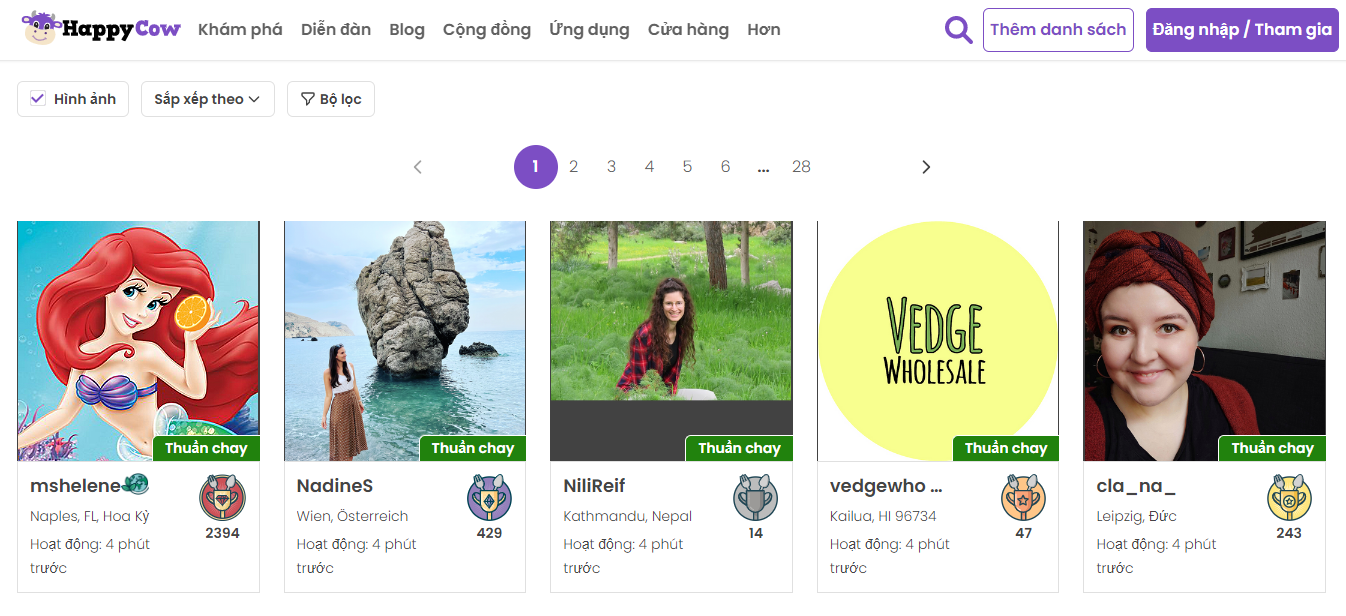 HappyCow Khám phá Diễn đàn Blog Cộng đồng Ứng dụng Cửa hàng Hơn Thêm danh sách Đăng nhập / Tham gia
Hình ảnh Sắp xếp theo Bộ lọc
1 2 3 4 5 6 ... 28
VEDGE
WHOLESALE
Thuần chay Thuần chay Thuần chay Thuần chay Thuần chay
mshelene NadineS NiliReif vedgewho ... cla_na_
Naples, FL, Hoa Kỳ Wien, Österreich Kathmandu, Nepal Kailua, HI 96734 Leipzig, Đức
2394 429 14 47 243
Hoạt động: 4 phút Hoạt động: 4 phút Hoạt động: 4 phút Hoạt động: 4 phút Hoạt động: 4 phút
trước trước trước trước trước